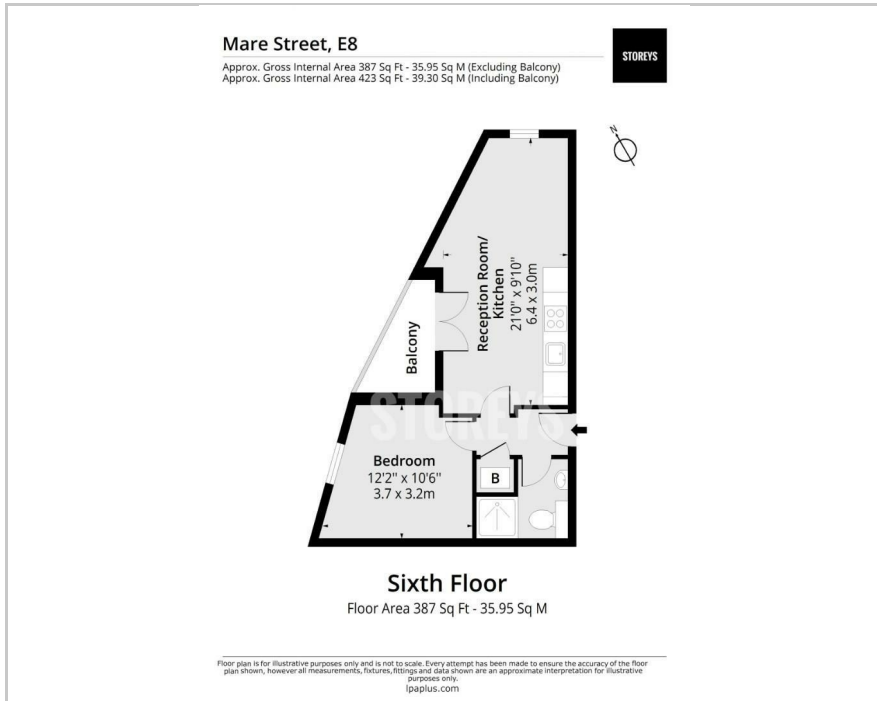 Mare Street, E8
Approx. Gross Internal Area 387 Sq Ft - 35.95 Sq M (Excluding Balcony)
Approx. Gross Internal Area 423 Sq Ft - 39.30 Sq M (Including Balcony)
STOREYS
N
Reception Room/
Kitchen
21'0" x 9'10"
6.4 x 3.0m
Balcony
STOREYS
Bedroom
12'2" x 10'6"
3.7 x 3.2m
B
Sixth Floor
Floor Area 387 Sq Ft - 35.95 Sq M
Floor plan is for illustrative purposes only and is not to scale. Every attempt has been made to ensure the accuracy of the floor
plan shown, however all measurements, fixtures, fittings and data shown are an approximate interpretation for illustrative
purposes only.
lpaplus.com